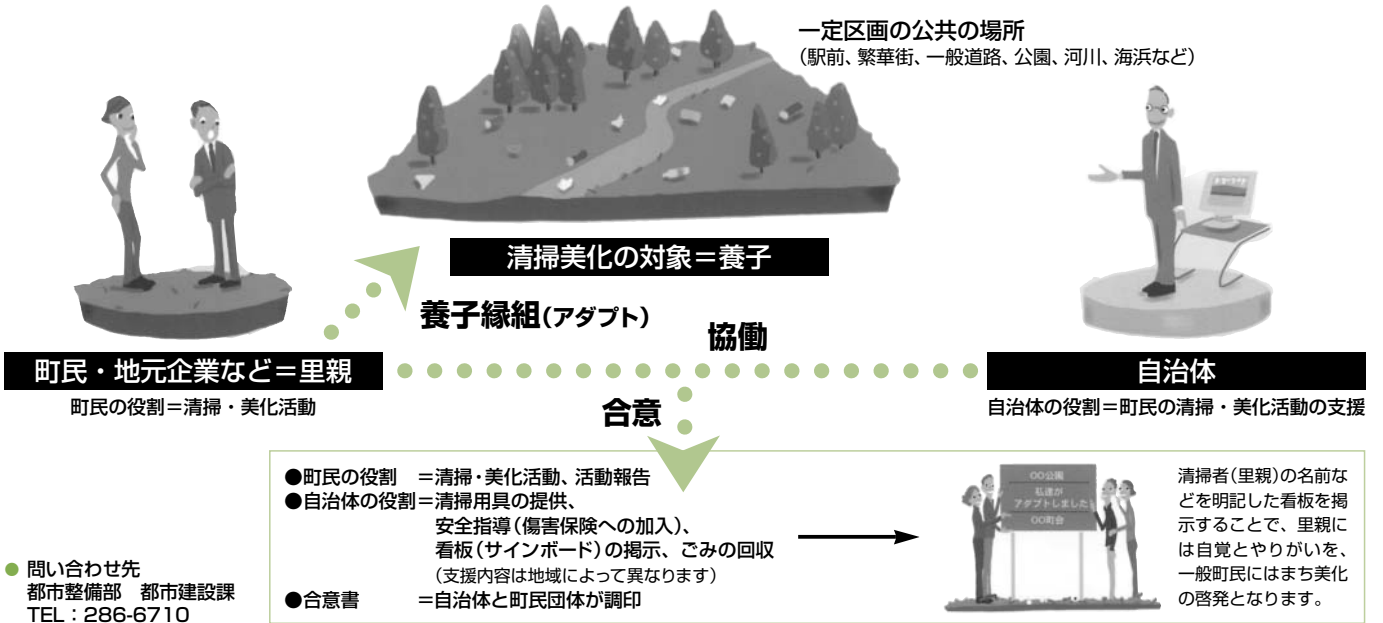 一定区画の公共の場所
(駅前、繁華街、一般道路、公園、河川、海浜など)
清掃美化の対象＝養子
養子縁組(アダプト)
協働
町民・地元企業など＝里親
町民の役割＝清掃・美化活動
自治体
自治体の役割＝町民の清掃・美化活動の支援
合意
●町民の役割　＝清掃・美化活動、活動報告
●自治体の役割＝清掃用具の提供、
安全指導(傷害保険への加入)、
看板(サインボード)の掲示、ごみの回収
(支援内容は地域によって異なります)
●合意書　　　＝自治体と町民団体が調印
○○公園
私達が
アダプトしました
○○町会
清掃者(里親)の名前な
どを明記した看板を掲
示することで、里親に
は自覚とやりがいを、
一般町民にはまち美化
の啓発となります。
● 問い合わせ先
都市整備部　都市建設課
TEL：286-6710